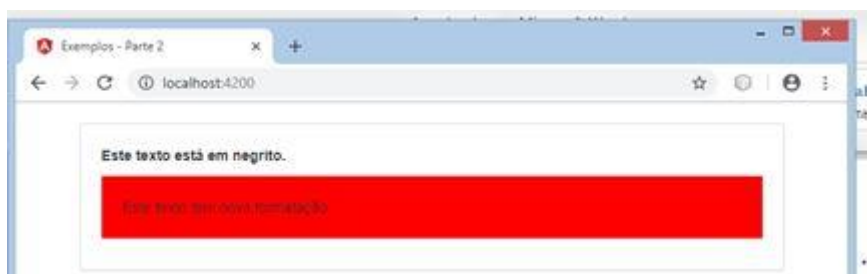 Exemplos - Parte 2
localhost:4200
Este texto está em negrito.
Este texto tem nova formatação